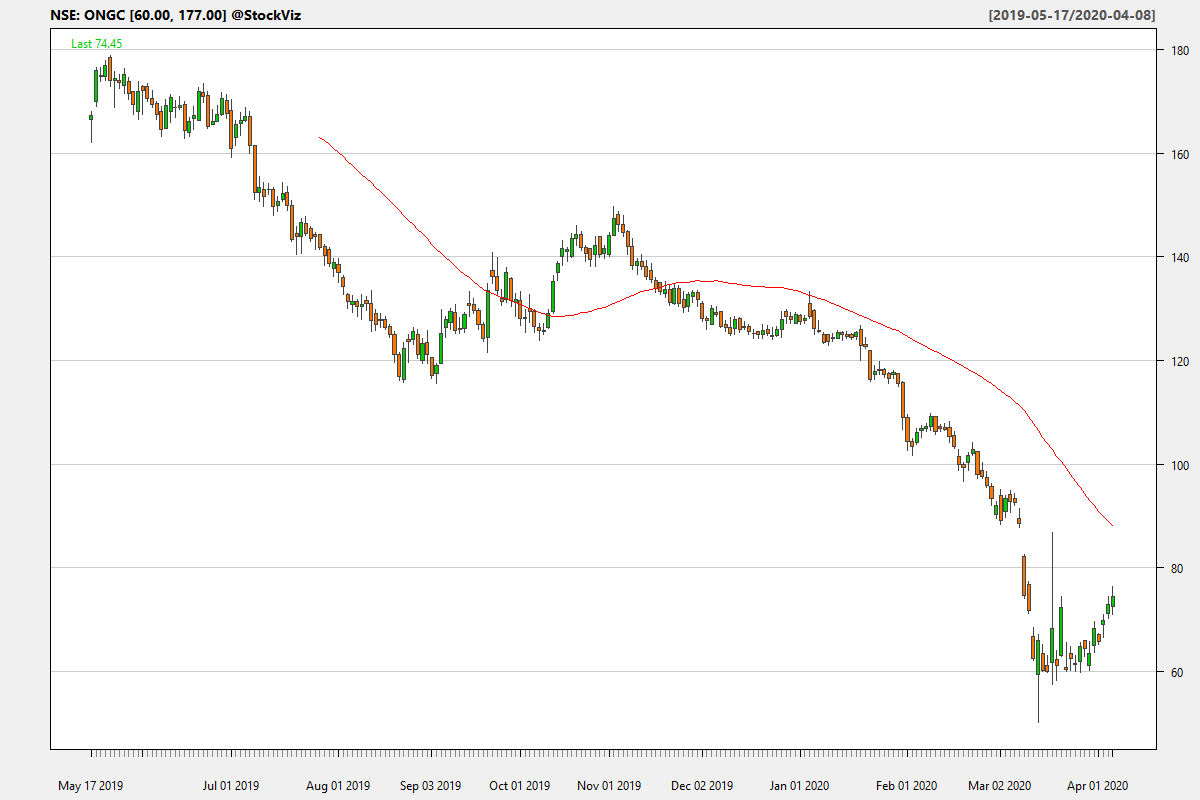 NSE: ONGC [60.00, 177.00] @StockViz
[2019-05-17/2020-04-08]
Last 74.45
180
160
140
120
100
80
60
May 17 2019 Jul 01 2019 Aug 01 2019 Sep 03 2019 Oct 01 2019 Nov 01 2019 Dec 02 2019 Jan 01 2020 Feb 01 2020 Mar 02 2020 Apr 01 2020